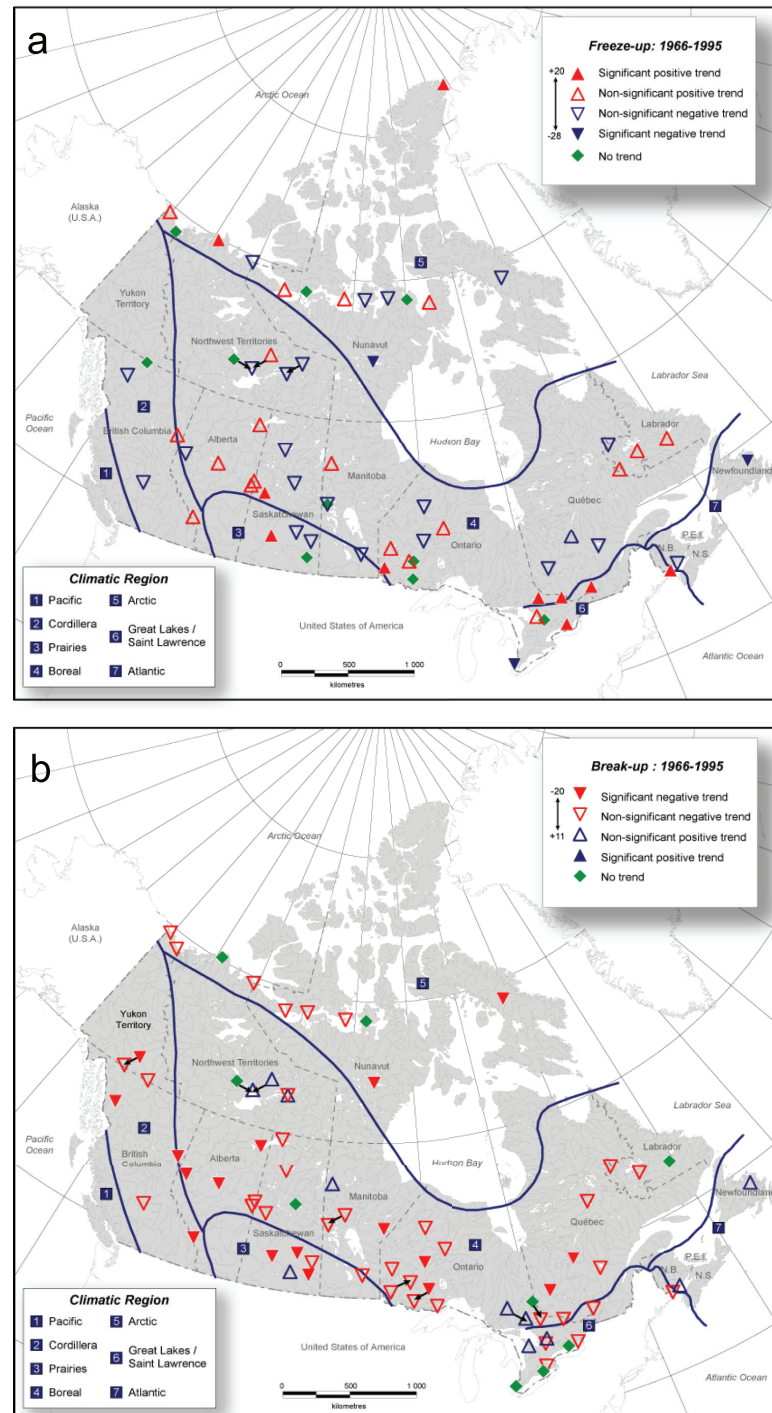 a
Freeze-up: 1966-1995
+20
-28
Significant positive trend
Non-significant positive trend
Non-significant negative trend
Significant negative trend
No trend
Arctic Ocean
Alaska
(U.S.A.)
5
Yukon
Territory
Northwest Territories
Nunavut
Labrador Sea
Pacific
Ocean
2
British Columbia
Alberta
Hudson Bay
Labrador
Newfoundland
1
Manitoba
Québec
7
Saskatchewan
3
4
Ontario
P.E.I.
N.B.
N.S.
6
United States of America
Atlantic Ocean
Climatic Region
1 Pacific
2 Cordillera
3 Prairies
4 Boreal
5 Arctic
6 Great Lakes /
Saint Lawrence
7 Atlantic
0 500 1 000
kilometres
b
Break-up : 1966-1995
-20
+11
Significant negative trend
Non-significant negative trend
Non-significant positive trend
Significant positive trend
No trend
Arctic Ocean
Alaska
(U.S.A.)
5
Yukon
Territory
Northwest Territories
Nunavut
Labrador Sea
Pacific
Ocean
2
British
Columbia
Alberta
Hudson Bay
Labrador
Newfoundland
1
Manitoba
Québec
7
Saskatchewan
3
4
Ontario
P.E.I.
N.B.
N.S.
6
United States of America
Atlantic Ocean
Climatic Region
1 Pacific
2 Cordillera
3 Prairies
4 Boreal
5 Arctic
6 Great Lakes /
Saint Lawrence
7 Atlantic
0 500 1 000
kilometres